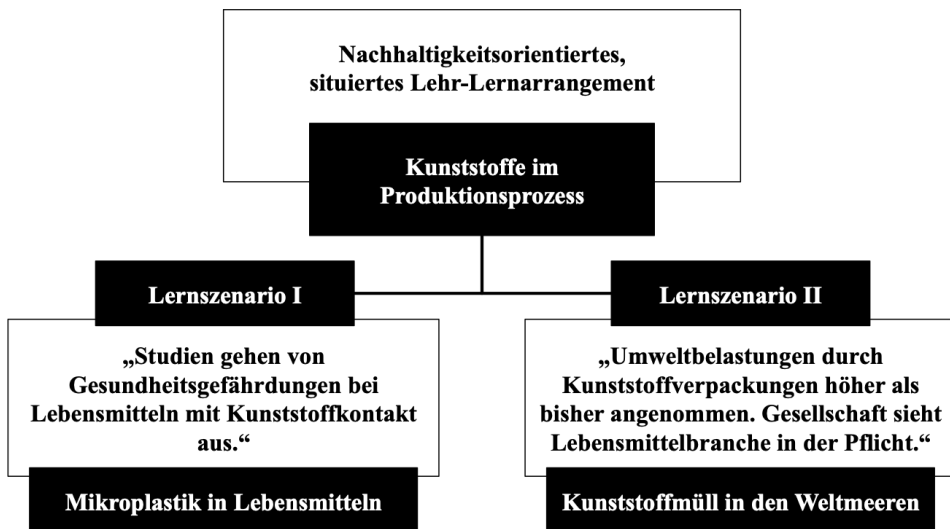 Nachhaltigkeitsorientiertes,
situiertes Lehr-Lernarrangement
Kunststoffe im
Produktionsprozess
Lernszenario I
„Studien gehen von
Gesundheitsgefährdungen bei
Lebensmitteln mit Kunststoffkontakt
aus.“
Mikroplastik in Lebensmitteln
Lernszenario II
„Umweltbelastungen durch
Kunststoffverpackungen höher als
bisher angenommen. Gesellschaft sieht
Lebensmittelbranche in der Pflicht.“
Kunststoffmüll in den Weltmeeren